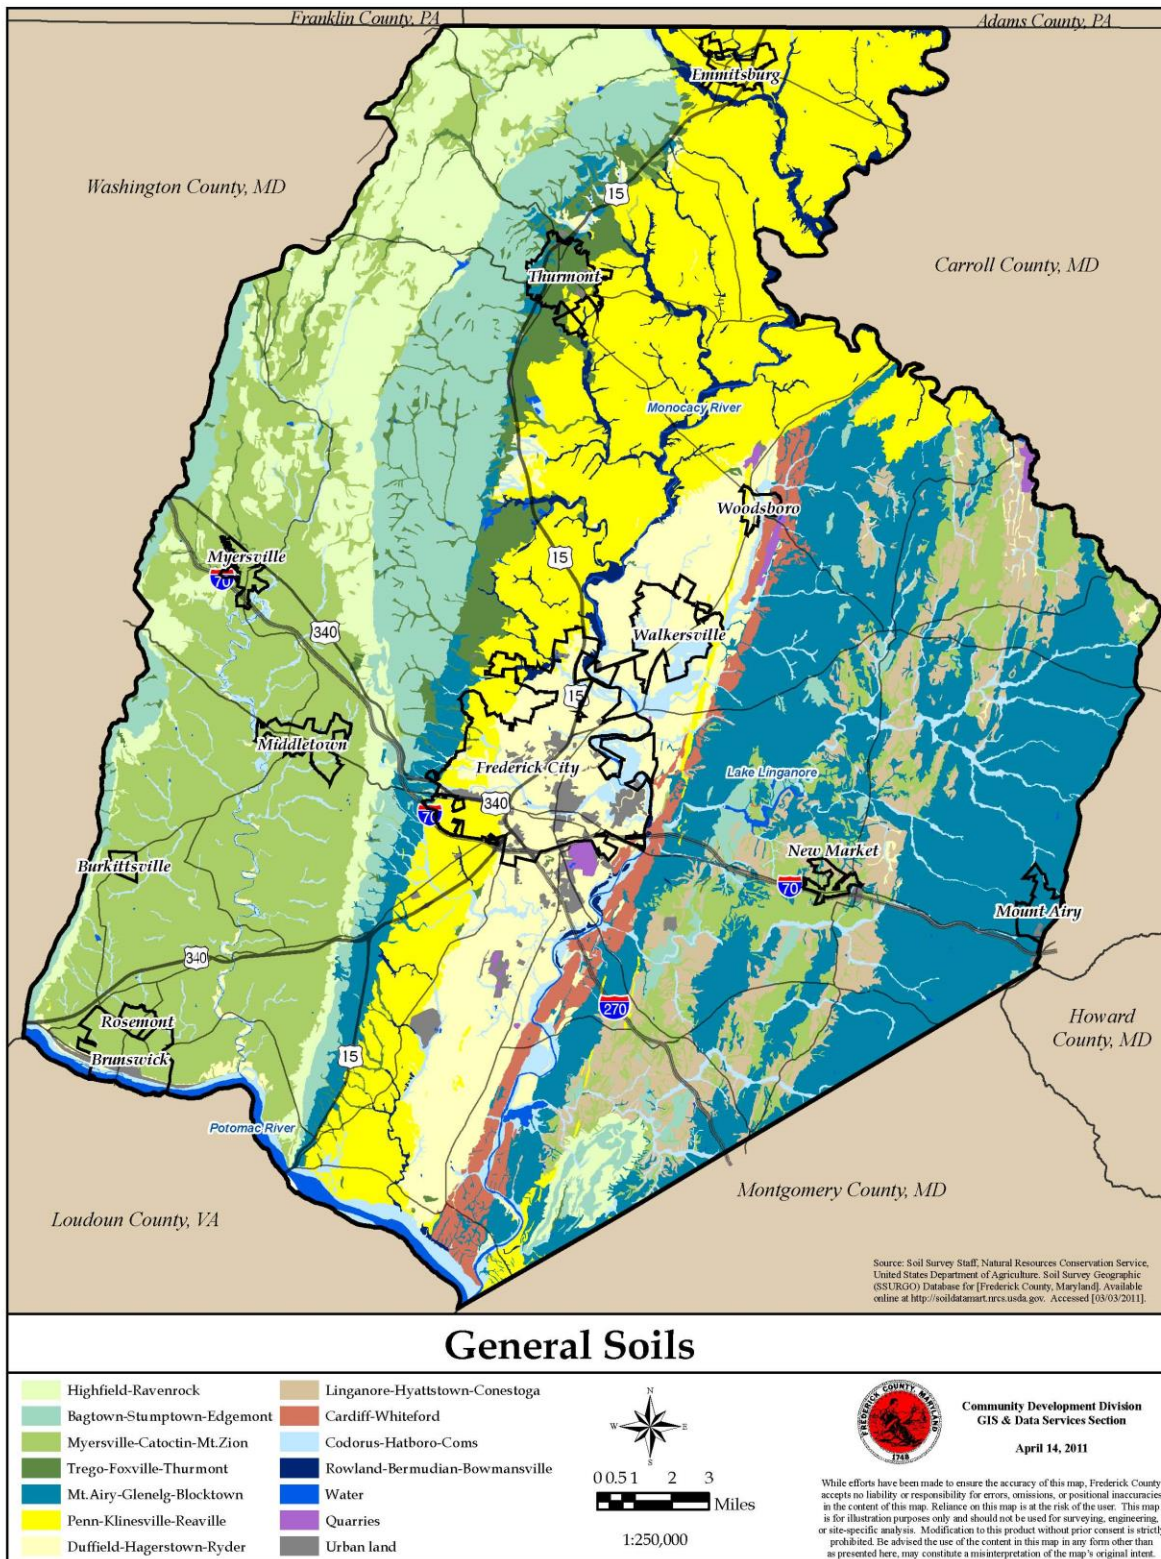 Franklin County, PA
Adams County, PA
Emmitsburg
Washington County, MD
15
Carroll County, MD
Thurmont
Monocacy River
Woodsboro
15
Myersville
70
340
Walkersville
15
Middletown
Frederick City
Lake Linganore
340
70
New Market
Burkittsville
70
Mount Airy
340
270
Rosemont
Howard
County, MD
Brunswick
15
Potomac River
Montgomery County, MD
Loudoun County, VA
Source: Soil Survey Staff, Natural Resources Conservation Service,
United States Department of Agriculture. Soil Survey Geographic
(SSURGO) Database for [Frederick County, Maryland]. Available
online at http://soildatamart.nrcs.usda.gov. Accessed [03/03/2011].
General Soils
Highfield-Ravenrock
Bagtown-Stumptown-Edgemont
Myersville-Catoctin-Mt.Zion
Trego-Foxville-Thurmont
Mt.Airy-Glenelg-Blocktown
Penn-Klinesville-Reaville
Duffield-Hagerstown-Ryder
Linganore-Hyattstown-Conestoga
Cardiff-Whiteford
Codorus-Hatboro-Coms
Rowland-Bermudian-Bowmansville
Water
Quarries
Urban land
N
W E
S
0 0.5 1 2 3
Miles
1:250,000
FREDERICK COUNTY, MARYLAND
1748
Community Development Division
GIS & Data Services Section
April 14, 2011
While efforts have been made to ensure the accuracy of this map, Frederick County
accepts no liability or responsibility for errors, omissions, or positional inaccuracies
in the content of this map. Reliance on this map is at the risk of the user. This map
is for illustration purposes only and should not be used for surveying, engineering,
or site-specific analysis. Modification to this product without prior consent is strictly
prohibited. Be advised the use of the content in this map in any form other than
as presented here, may constitute a misinterpretation of the map's original intent.